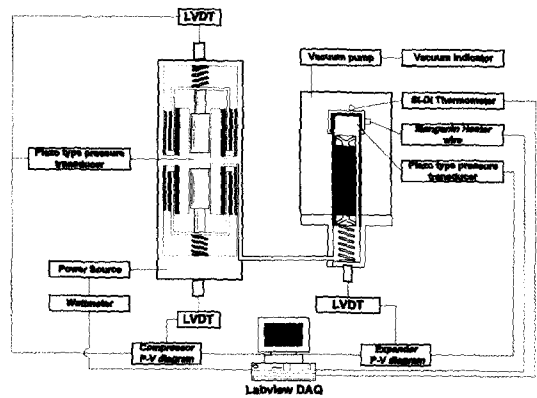 LVDT
Vacuum pump
Vacuum Indicator
Si-Di Thermometer
Manganin Heater
wire
Piezo type pressure
transducer
Piezo type pressure
transducer
Power Source
Wattmeter
LVDT
LVDT
Compressor
P-V diagram
Expander
P-V diagram
Labview DAQ